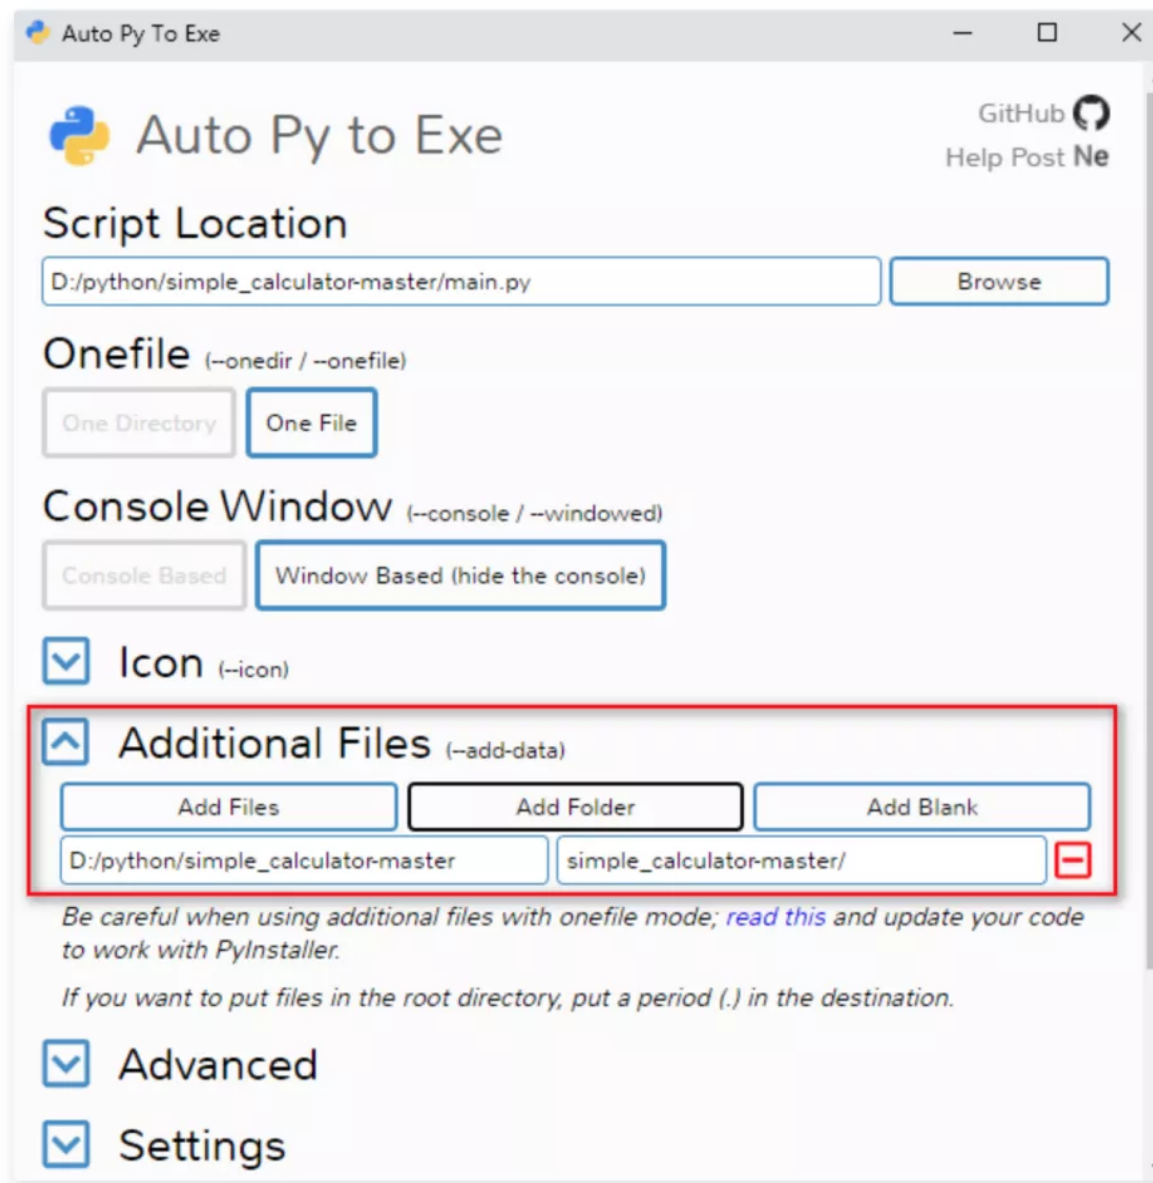 Auto Py To Exe
Auto Py to Exe
GitHub
Help Post Ne
Script Location
D:/python/simple_calculator-master/main.py
Browse
Onefile (--onedir / --onefile)
One Directory
One File
Console Window (--console / --windowed)
Console Based
Window Based (hide the console)
Icon (--icon)
Additional Files (--add-data)
Add Files
Add Folder
Add Blank
D:/python/simple_calculator-master
simple_calculator-master/
Be careful when using additional files with onefile mode; read this and update your code
to work with PyInstaller.
If you want to put files in the root directory, put a period (.) in the destination.
Advanced
Settings